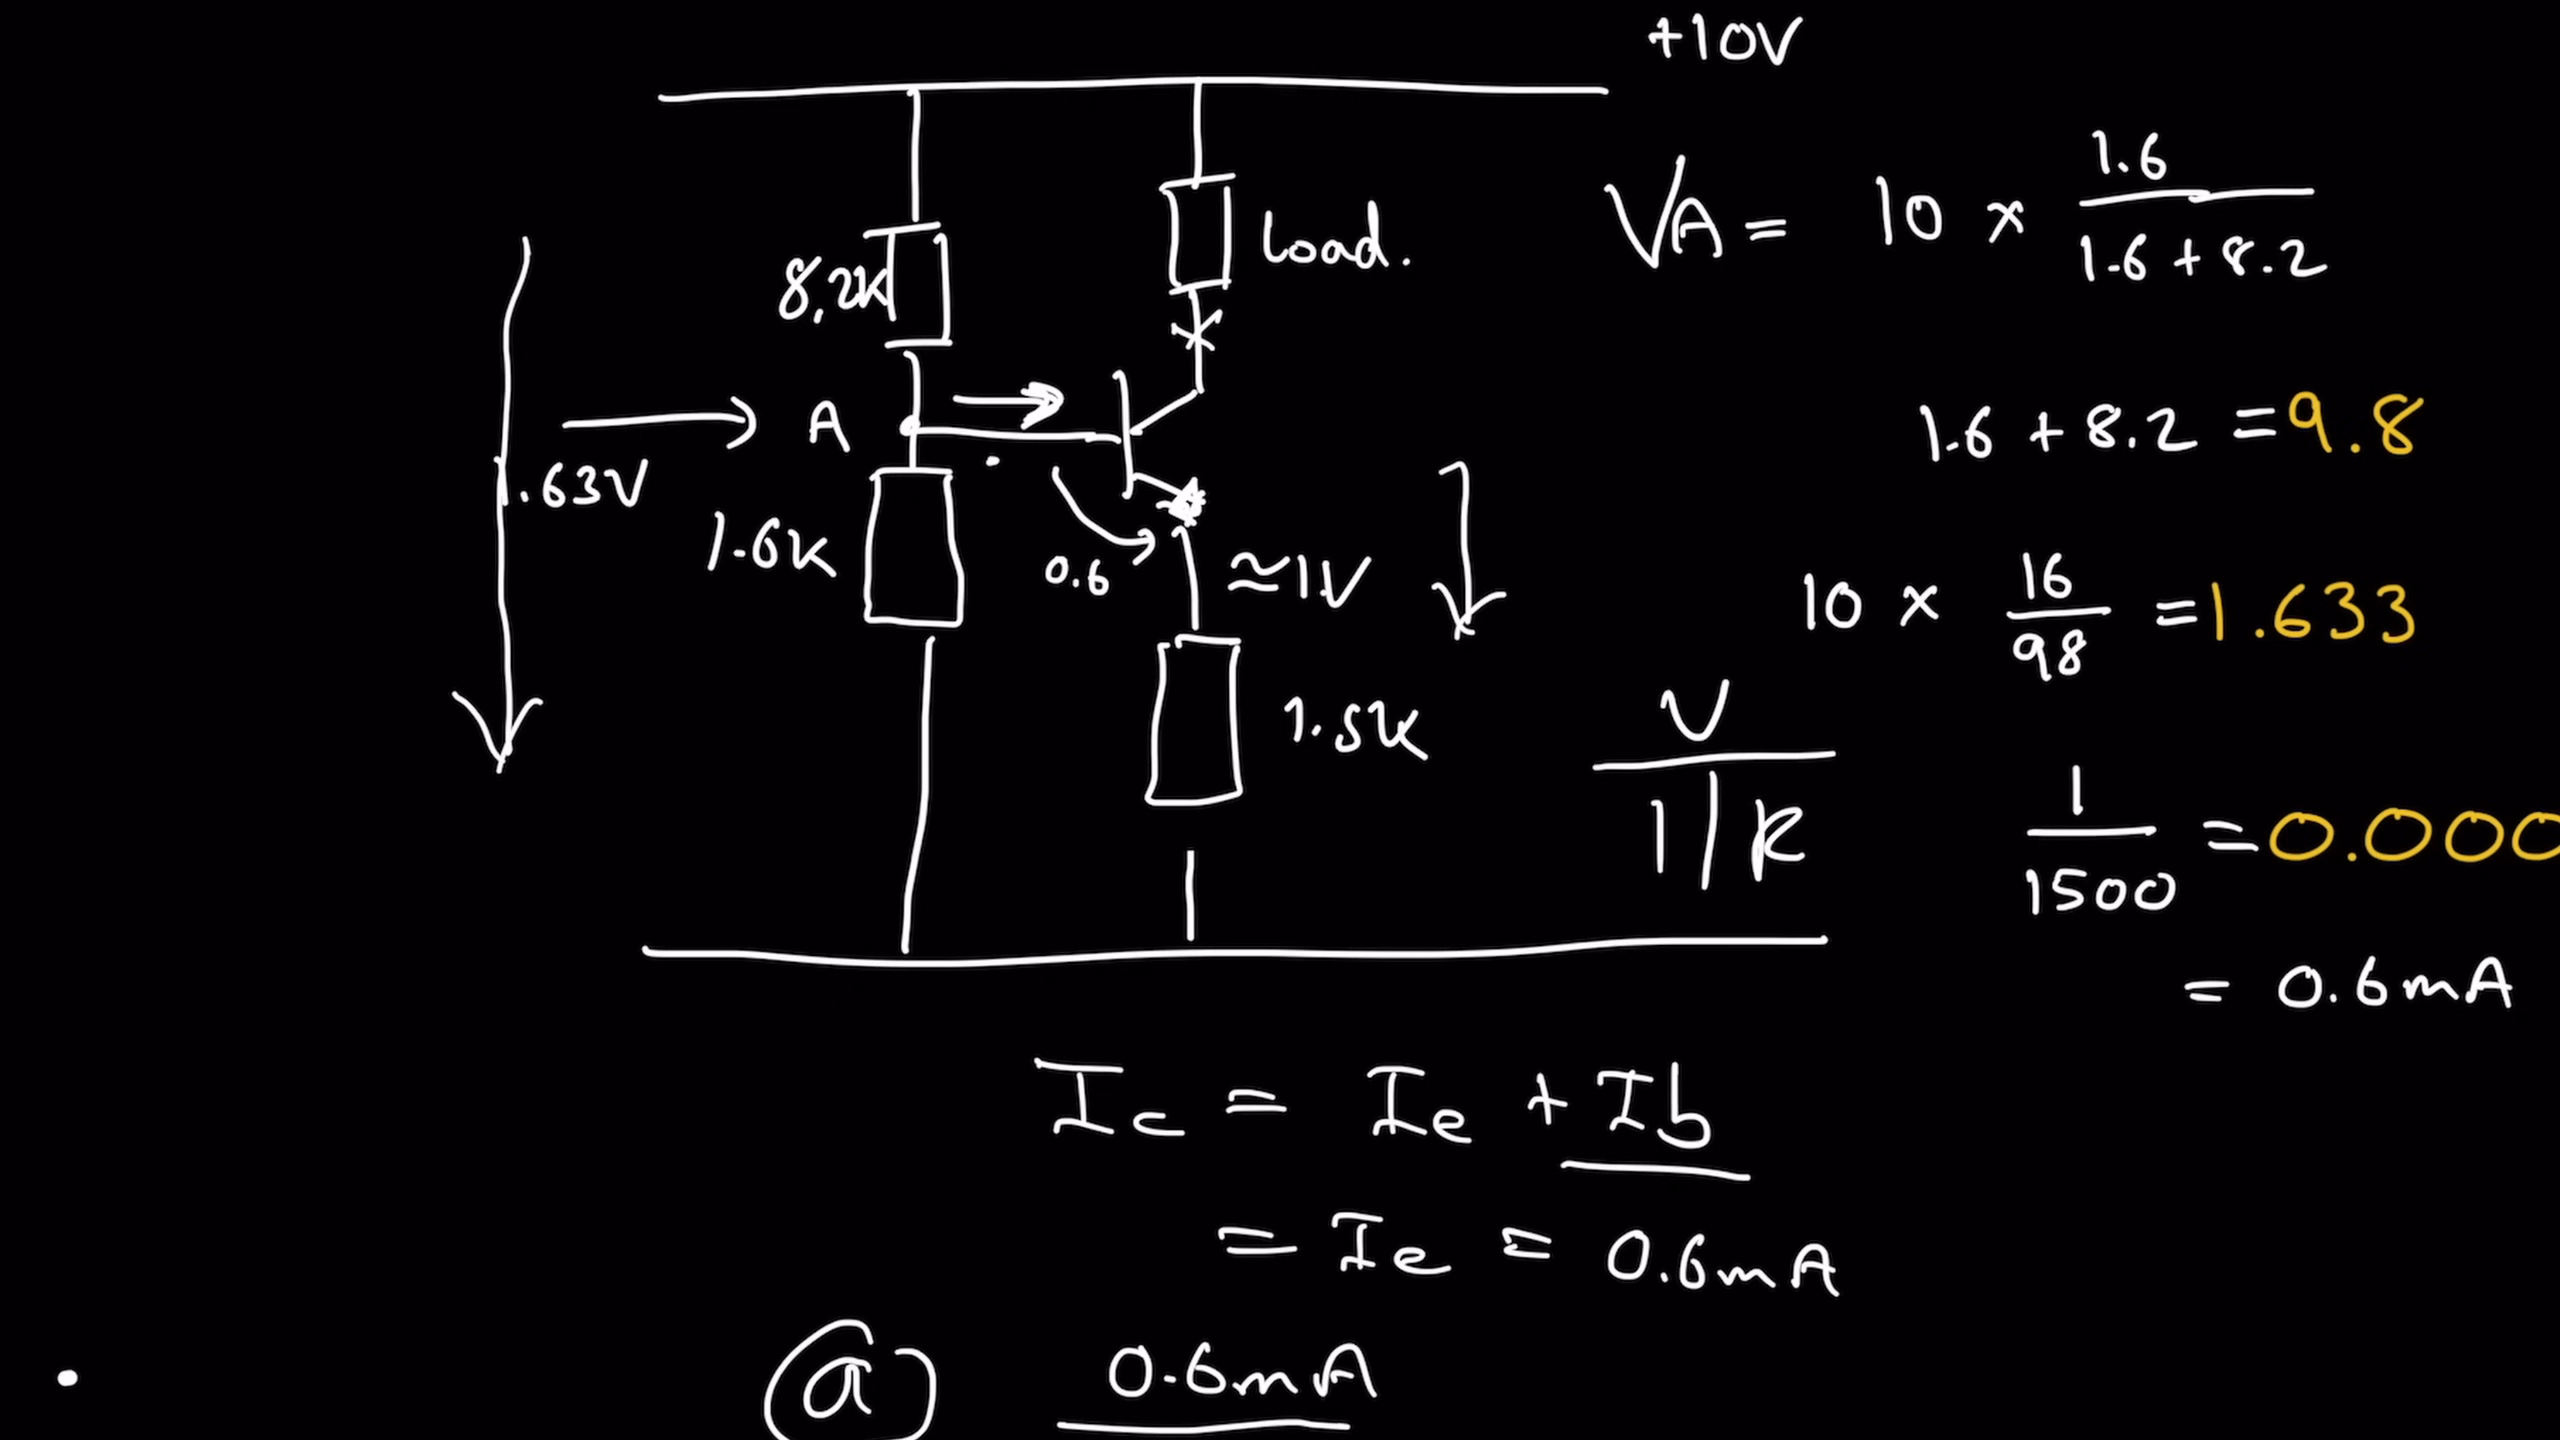 +10V
8.2K
Load.
A
1.63V
1.6K
0.6
≈1V
1.5K
VA = 10 × 1.6 / 1.6 + 8.2
1.6 + 8.2 = 9.8
10 × 16 / 98 = 1.633
V
I | R
1 / 1500 = 0.000
= 0.6mA
Ic = Ie + Ib
= Ie = 0.6mA
a 0.6mA